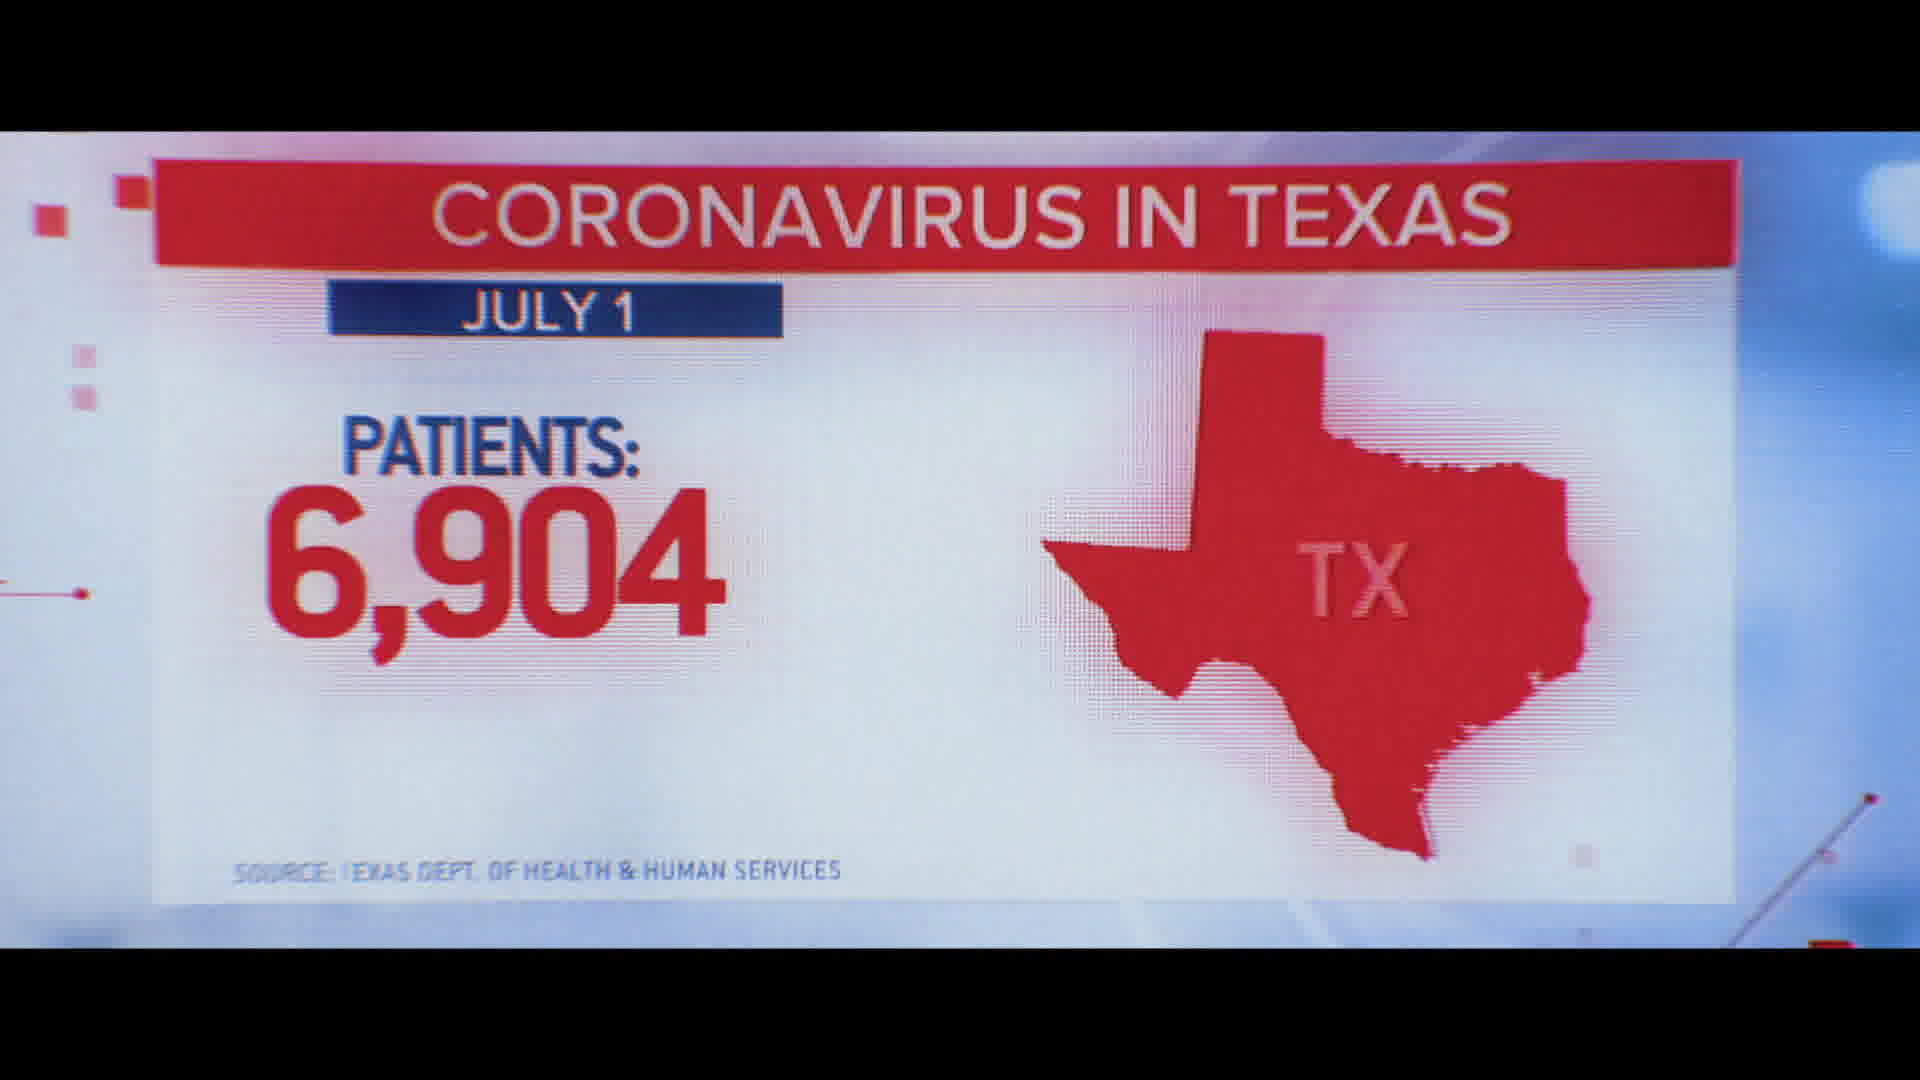 CORONAVIRUS IN TEXAS
JULY 1
PATIENTS:
6,904
TX
SOURCE: TEXAS DEPT. OF HEALTH & HUMAN SERVICES